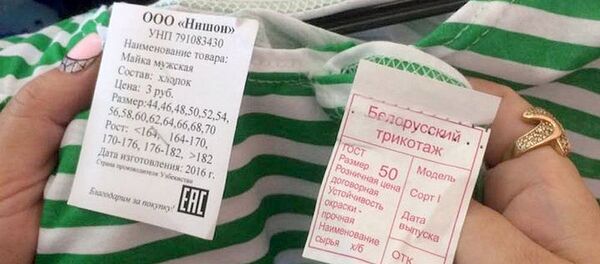 ООО «Нишон»
УНП 791083430
Наименование товара:
Майка мужская
Состав: хлопок
Цена: 3 руб.
Размер:44,46,48,50,52,54,
56,58,60,62,64,66,68,70
Рост: <164, 164-170,
170-176, 176-182, >182
Дата изготовления: 2016 г.
Страна производителя Узбекистан
Благодарим за покупку!
EAC
Белорусский
трикотаж
ГОСТ
Размер 50
Розничная цена
договорная
Устойчивость
окраски -
прочная
Наименование
сырья х/б
Модель
Сорт I
Дата
выпуска
ОТК